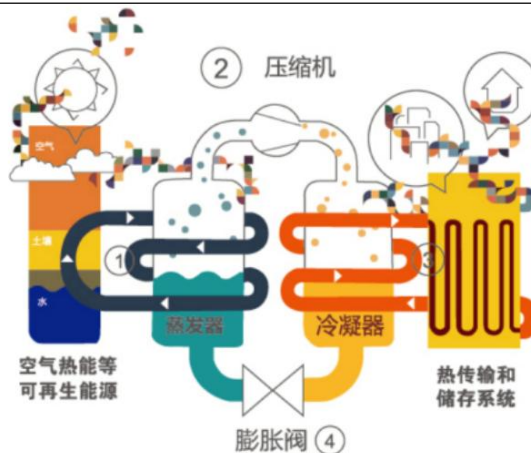 ② 压缩机
空气
土壤
水
①
③
蒸发器
冷凝器
空气热能等
可再生能源
热传输和
储存系统
膨胀阀 ④